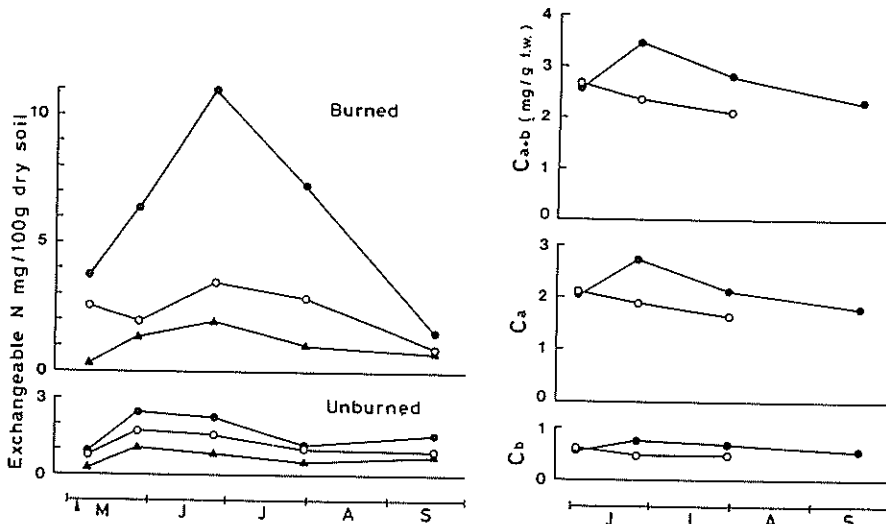 Exchangeable N mg/100g dry soil
10
5
0
Burned
3
0
Unburned
M J J A S
Ca+b (mg/g f.w.)
4
3
2
1
0
Ca
3
2
1
0
Cb
1
0
J J A S